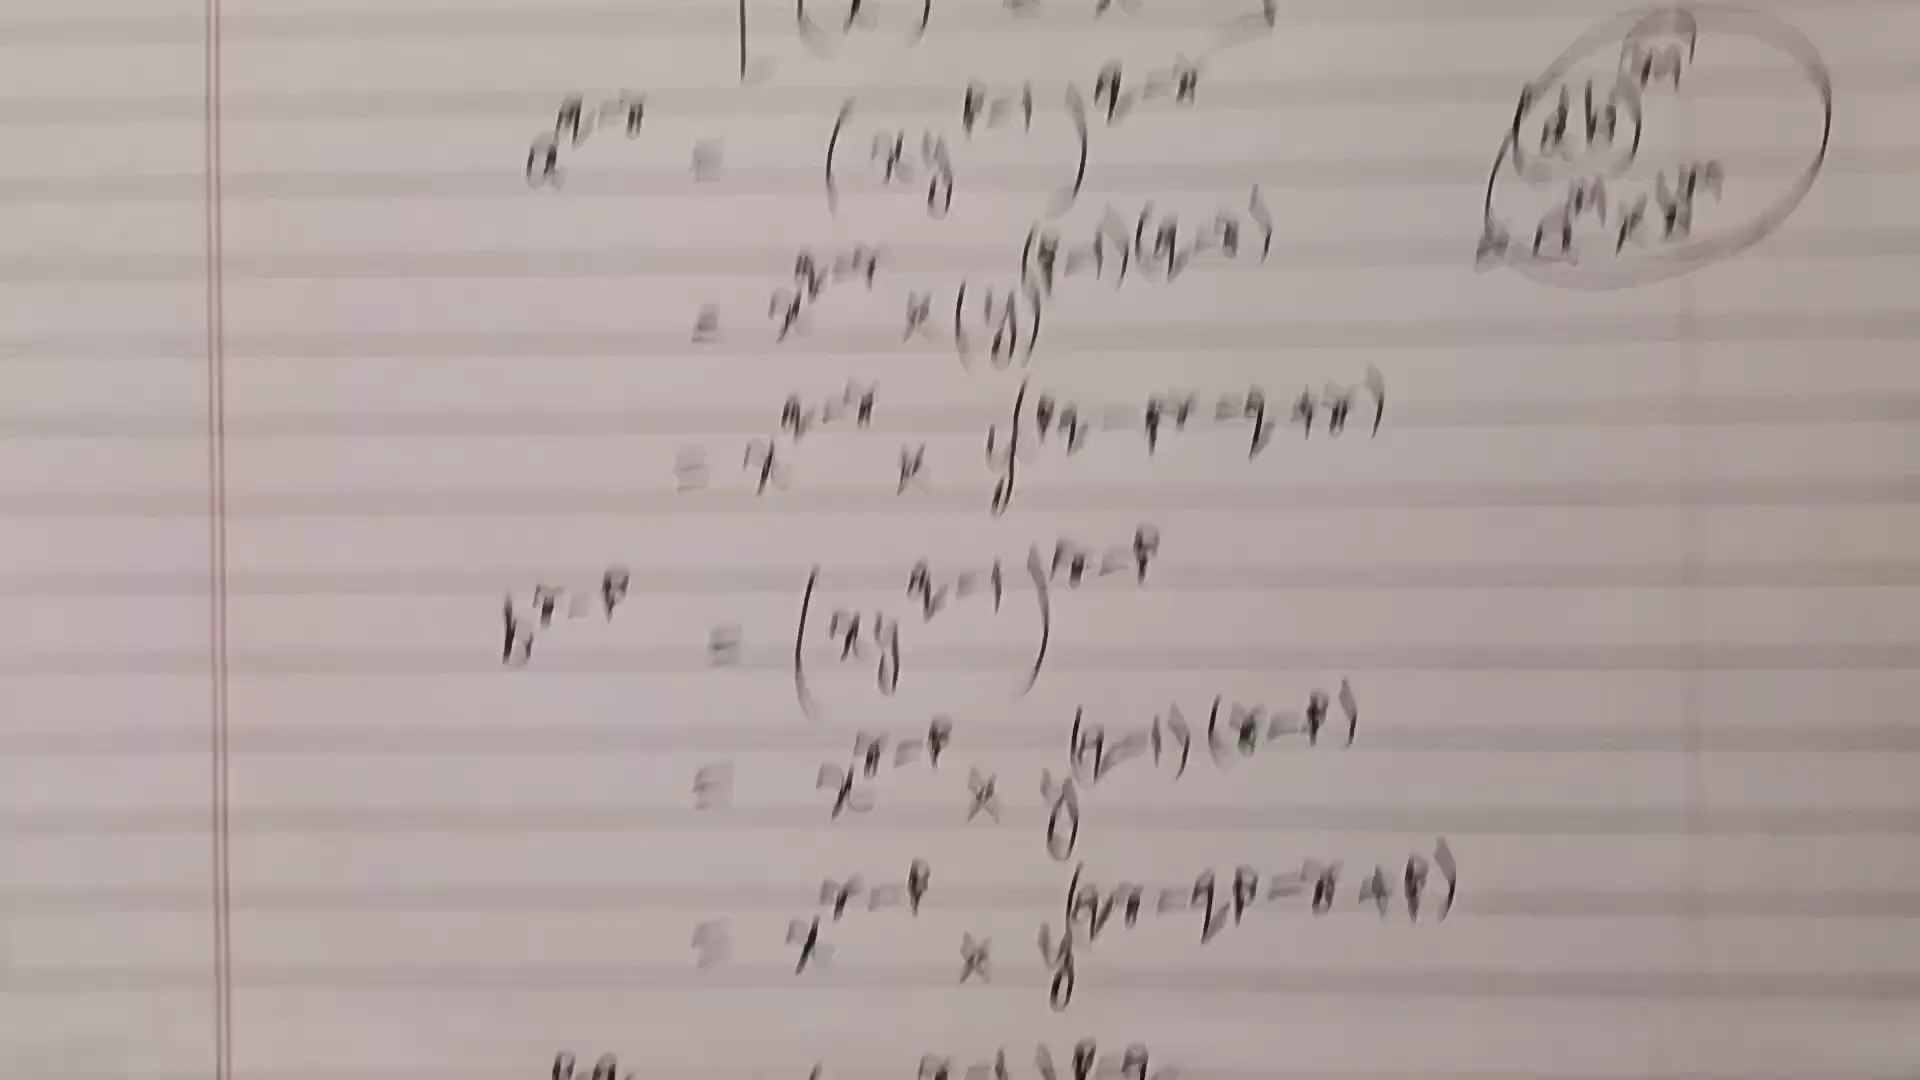 a^{q-r} = (xy^{p-1})^{q-r}
(ab)^m
= a^m × b^m
= x^{q-r} × (y)^{(p-1)(q-r)}
= x^{q-r} × y^{(pq-pr-q+r)}
b^{r-p} = (xy^{q-1})^{r-p}
= x^{r-p} × y^{(q-1)(r-p)}
= x^{r-p} × y^{(qr-qp-r+p)}